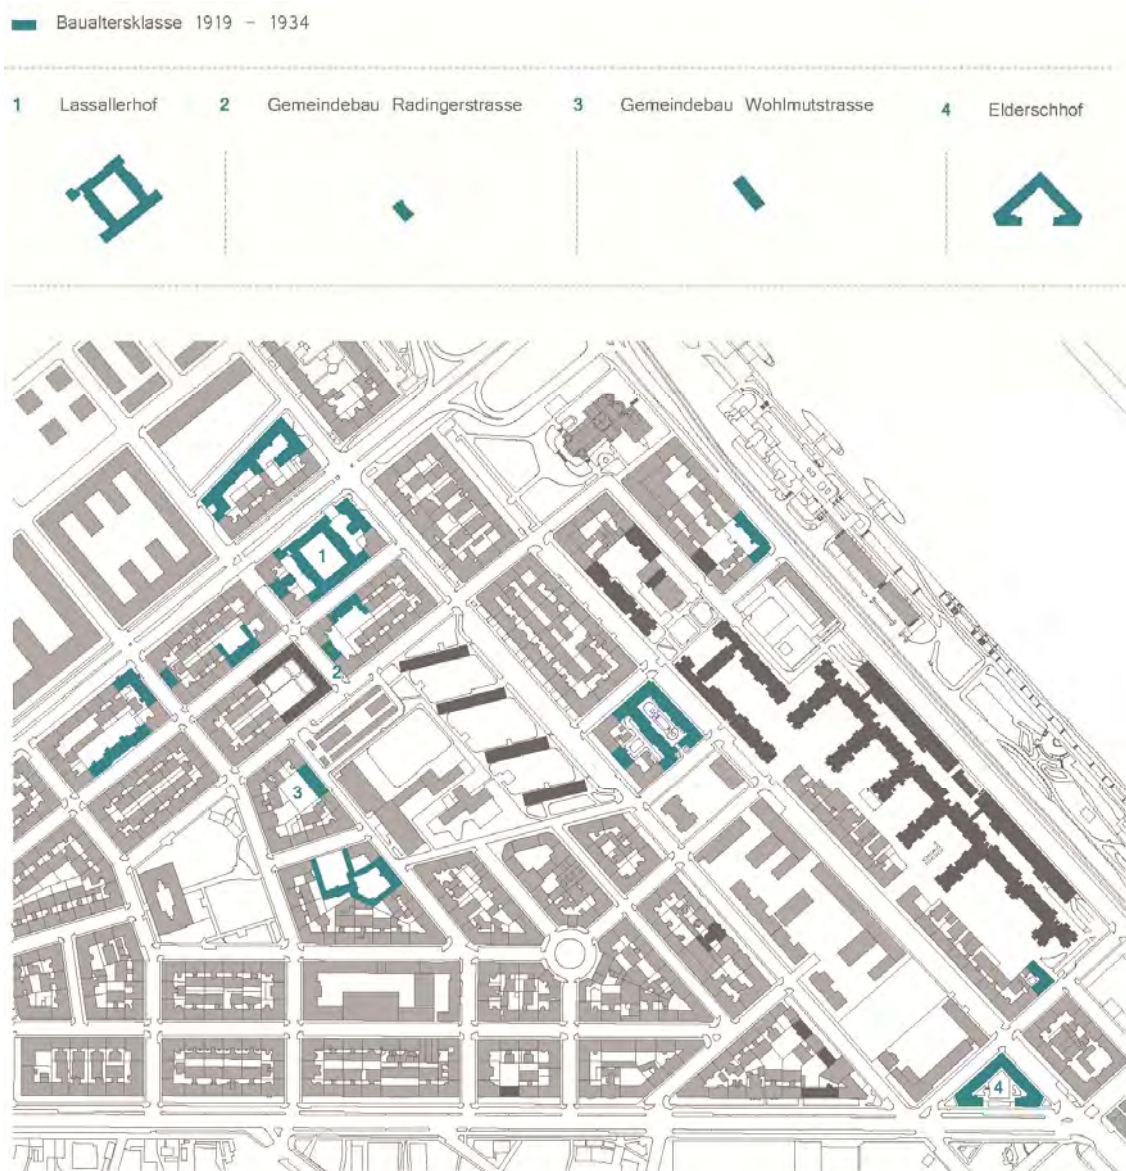 Baualtersklasse 1919 - 1934
1 Lassallerhof 2 Gemeindebau Radingerstrasse 3 Gemeindebau Wohlmutstrasse 4 Elderschhof
1
2
3
4